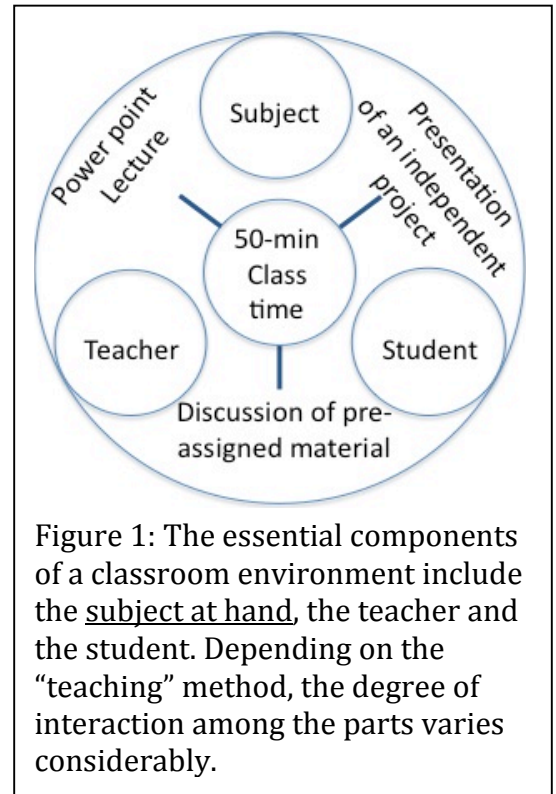 Subject
Power point
Lecture
Presentation
of an independent
project
50-min
Class
time
Teacher
Student
Discussion of pre-
assigned material
Figure 1: The essential components
of a classroom environment include
the subject at hand, the teacher and
the student. Depending on the
“teaching” method, the degree of
interaction among the parts varies
considerably.